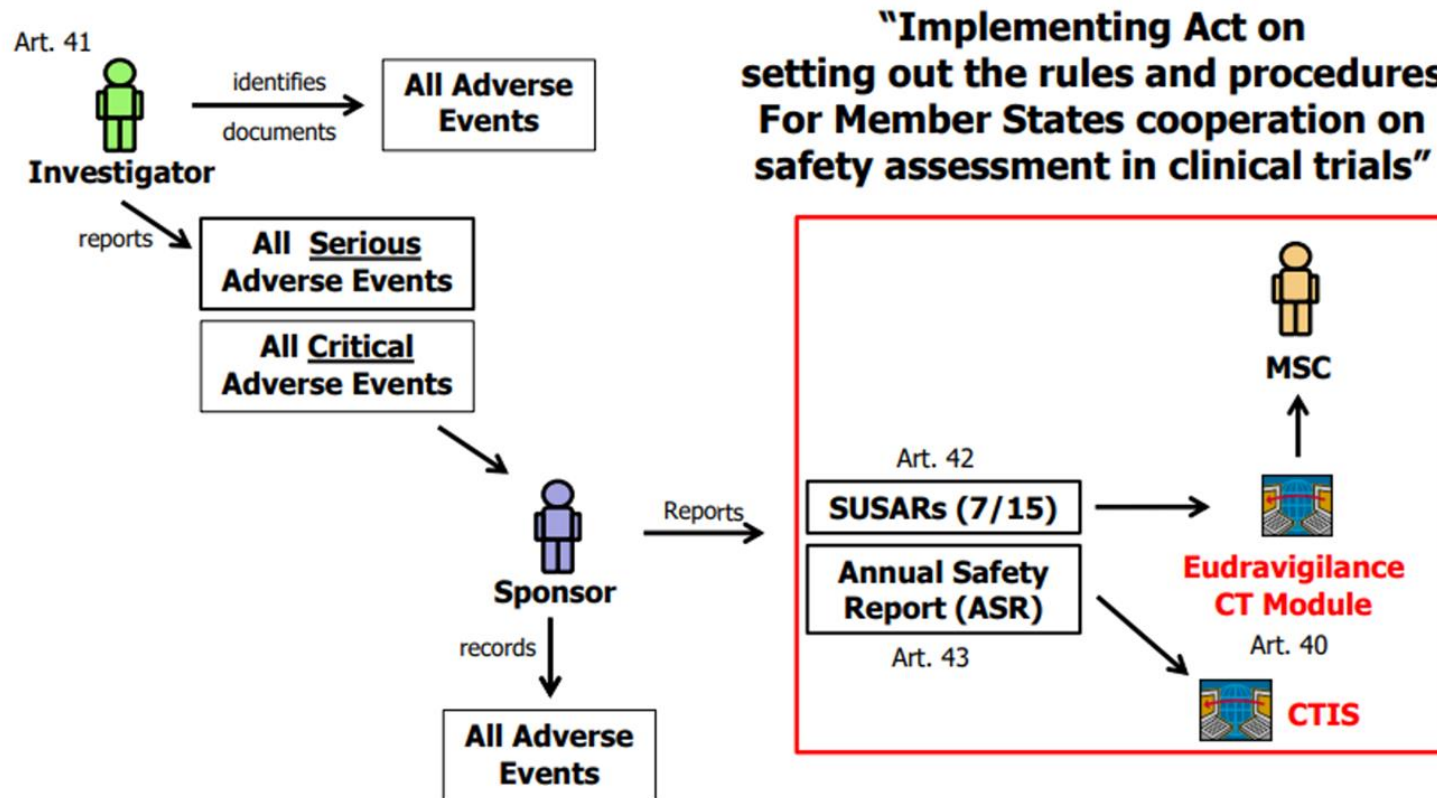 Art. 41
identifies
documents
Investigator
All Adverse
Events
"Implementing Act on
setting out the rules and procedures
For Member States cooperation on
safety assessment in clinical trials"
reports
All Serious
Adverse Events
All Critical
Adverse Events
Sponsor
records
All Adverse
Events
Reports
Art. 42
SUSARs (7/15)
Annual Safety
Report (ASR)
Art. 43
MSC
Eudravigilance
CT Module
Art. 40
CTIS